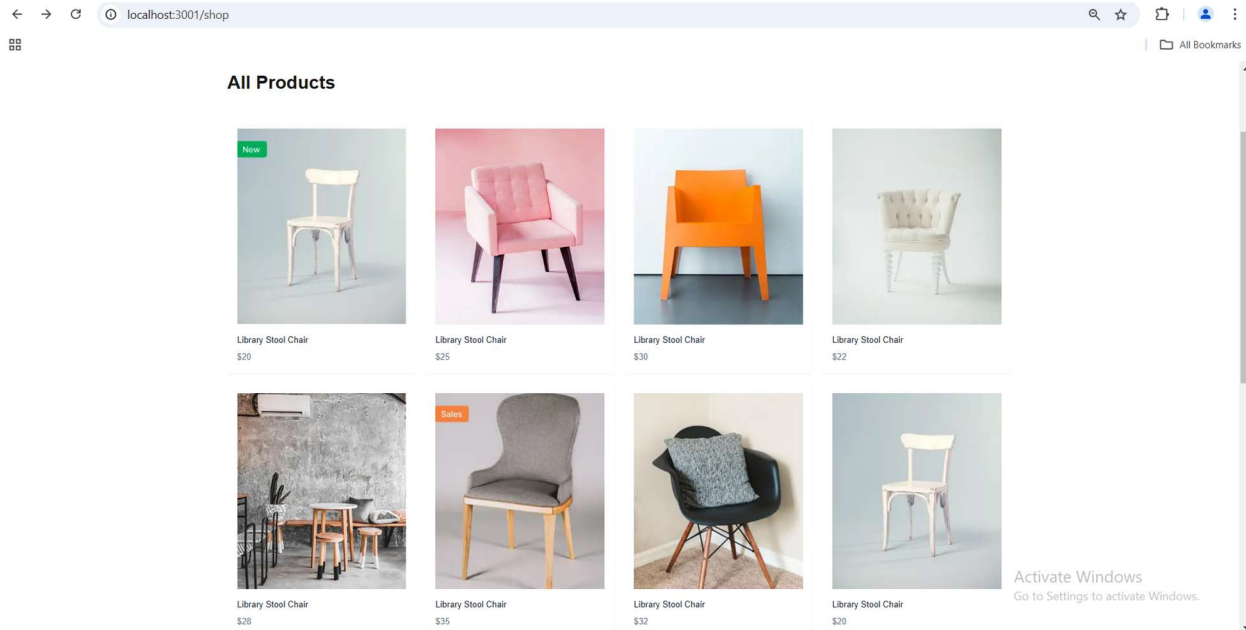 localhost:3001/shop
All Bookmarks
All Products
New
Library Stool Chair
$20
Library Stool Chair
$25
Library Stool Chair
$30
Library Stool Chair
$22
Library Stool Chair
$28
Sales
Library Stool Chair
$35
Library Stool Chair
$32
Library Stool Chair
$20
Activate Windows
Go to Settings to activate Windows.